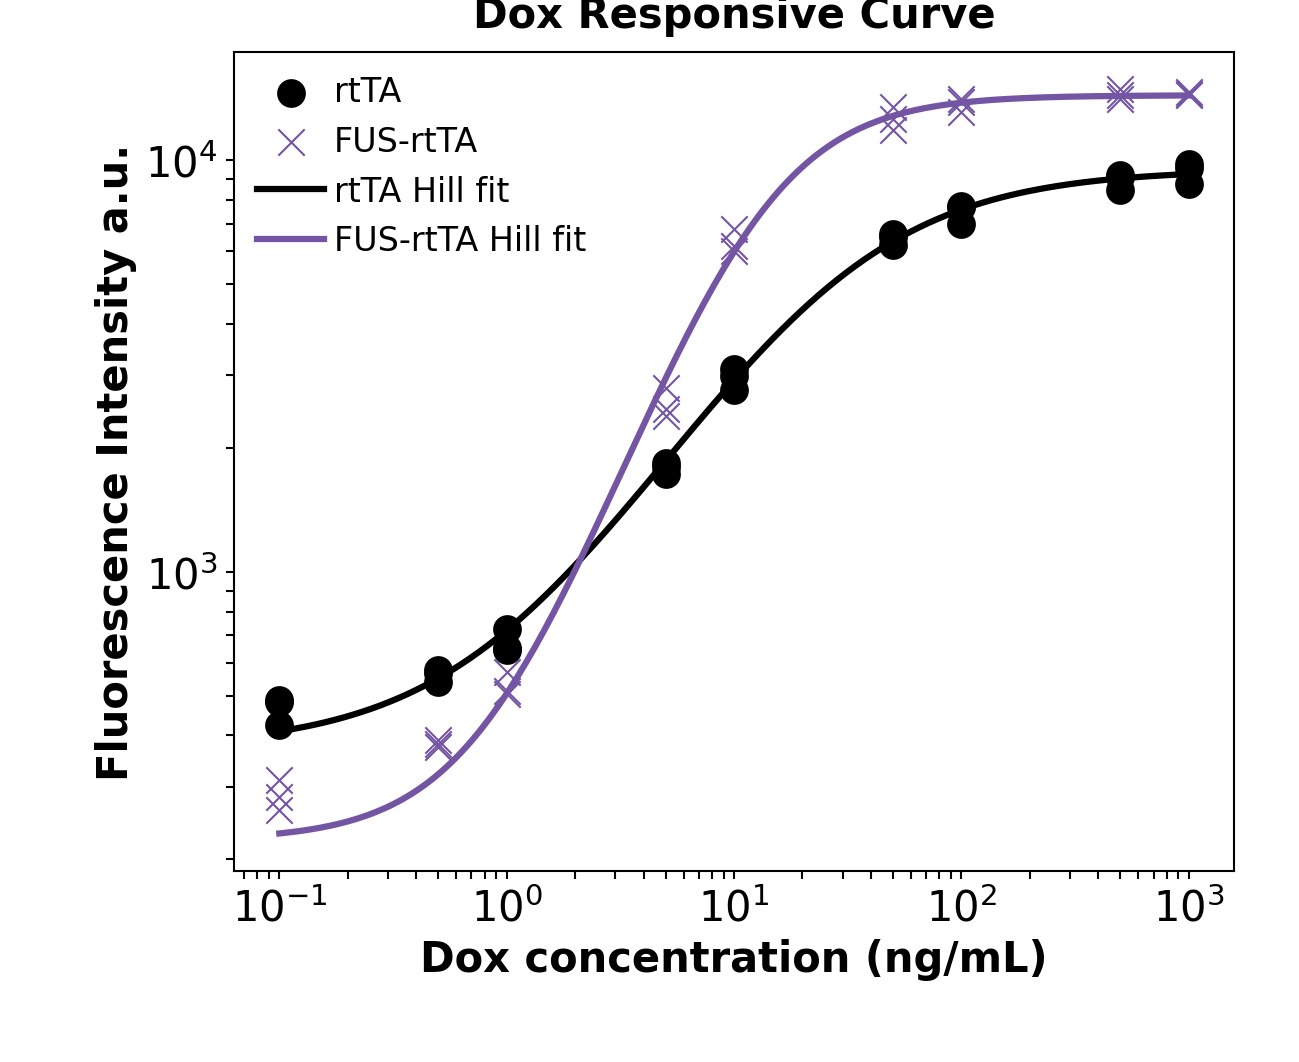 Dox Responsive Curve
rtTA
FUS-rtTA
rtTA Hill fit
FUS-rtTA Hill fit
Fluorescence Intensity a.u.
10⁴
10³
10⁻¹ 10⁰ 10¹ 10² 10³
Dox concentration (ng/mL)